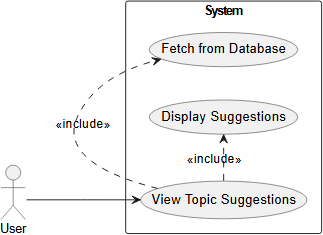 System
Fetch from Database
Display Suggestions
«include»
«include»
View Topic Suggestions
User